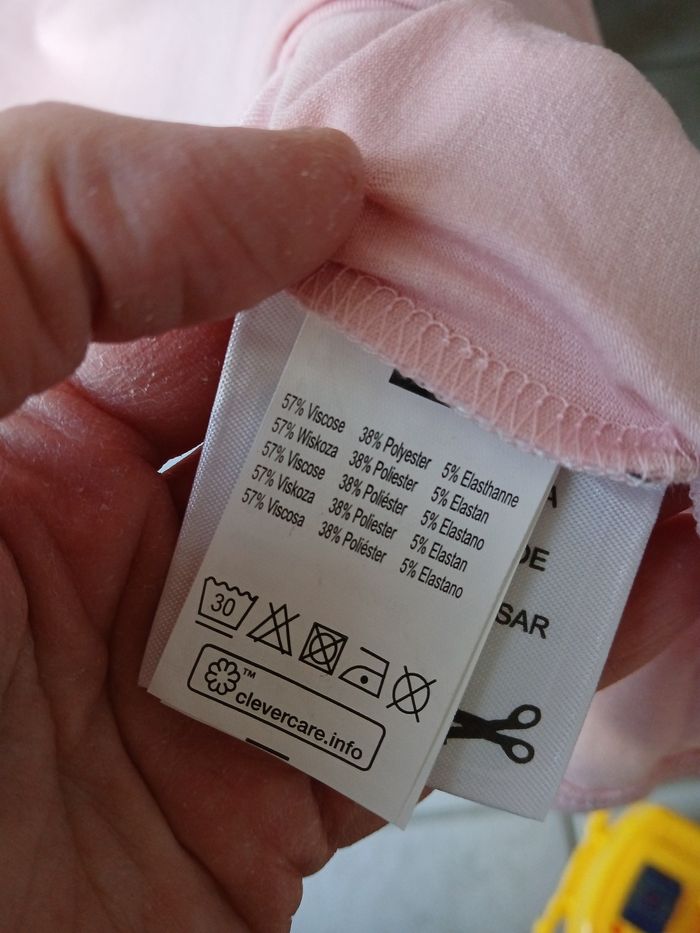 57% Viscose 38% Polyester 5% Elasthanne
57% Wiskoza 38% Poliester 5% Elastan
57% Viscose 38% Poliéster 5% Elastano
57% Viskoza 38% Poliester 5% Elastan
57% Viscosa 38% Poliéster 5% Elastano
30
™
clevercare.info
A
DE
SAR